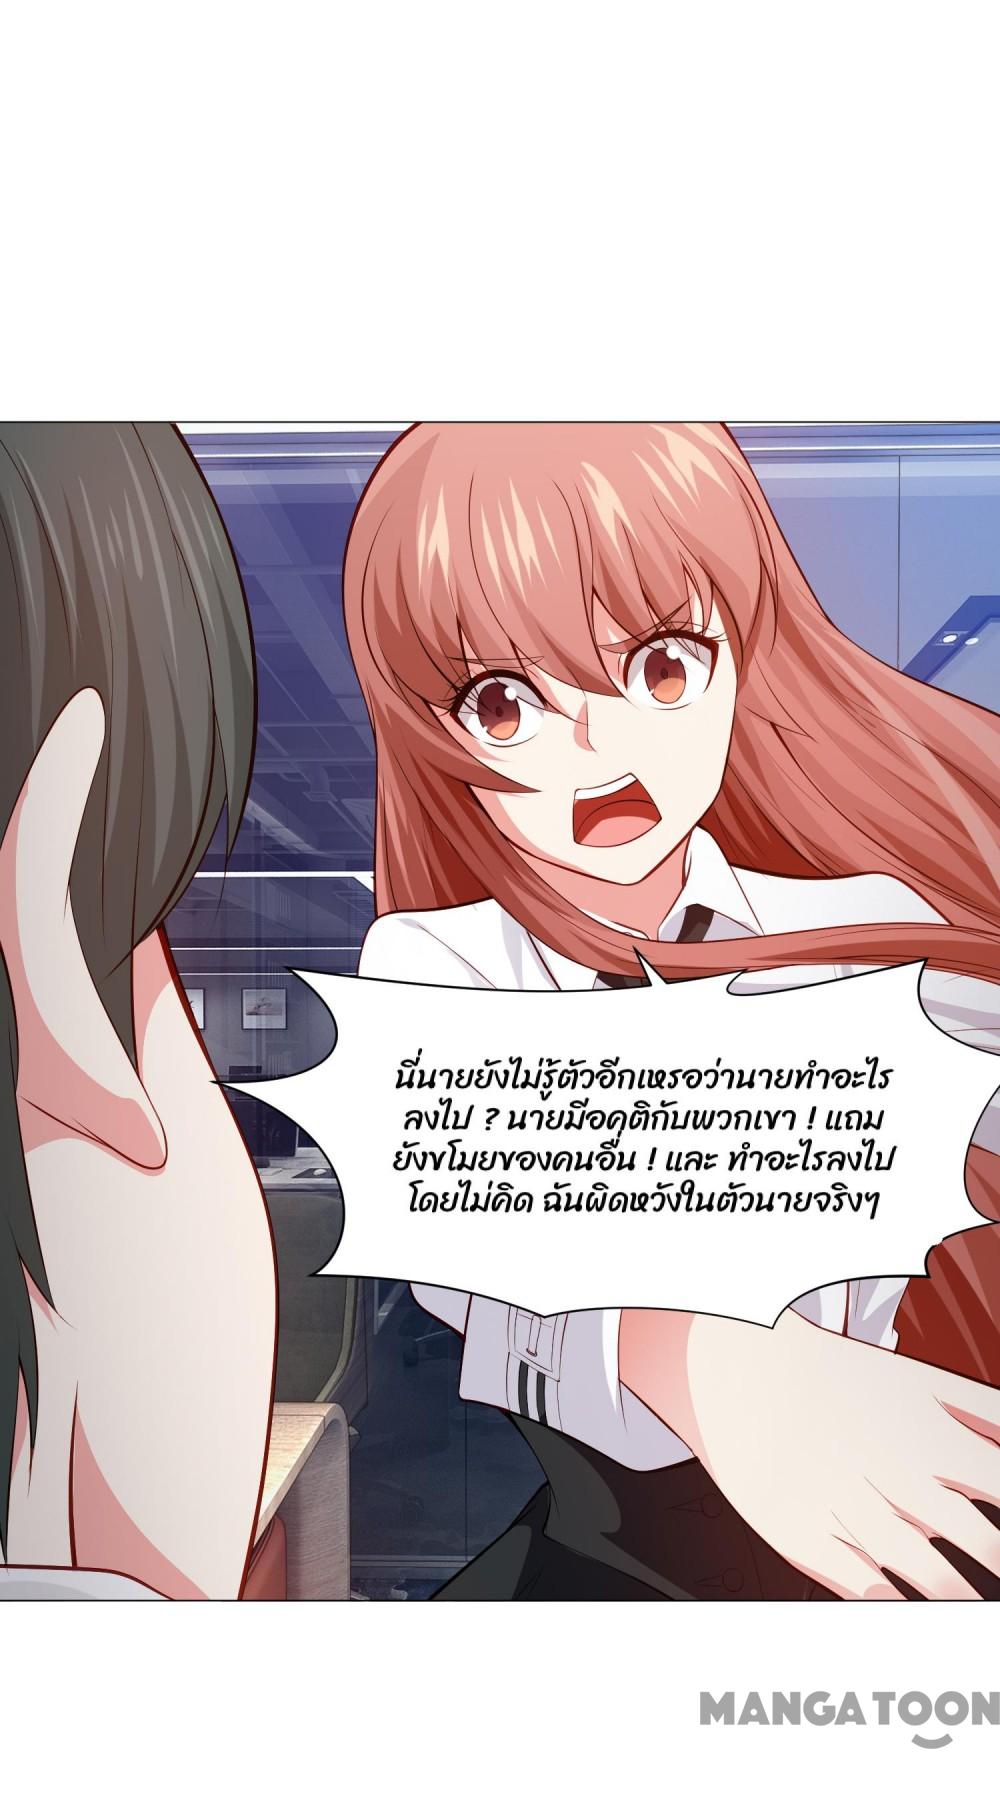 นี่นายยังไม่รู้ตัวอีกเหรอว่านายทำอะไร
ลงไป ? นายมีอคติกับพวกเขา ! แถม
ยังขโมยของคนอื่น ! และ ทำอะไรลงไป
โดยไม่คิด ฉันผิดหวังในตัวนายจริงๆ
MANGATOON